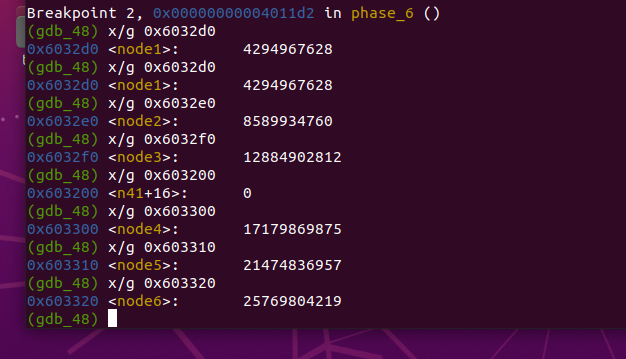 Breakpoint 2, 0x00000000004011d2 in phase_6 ()
(gdb_48) x/g 0x6032d0
0x6032d0 <node1>: 4294967628
(gdb_48) x/g 0x6032d0
0x6032d0 <node1>: 4294967628
(gdb_48) x/g 0x6032e0
0x6032e0 <node2>: 8589934760
(gdb_48) x/g 0x6032f0
0x6032f0 <node3>: 12884902812
(gdb_48) x/g 0x603200
0x603200 <n41+16>: 0
(gdb_48) x/g 0x603300
0x603300 <node4>: 17179869875
(gdb_48) x/g 0x603310
0x603310 <node5>: 21474836957
(gdb_48) x/g 0x603320
0x603320 <node6>: 25769804219
(gdb_48)